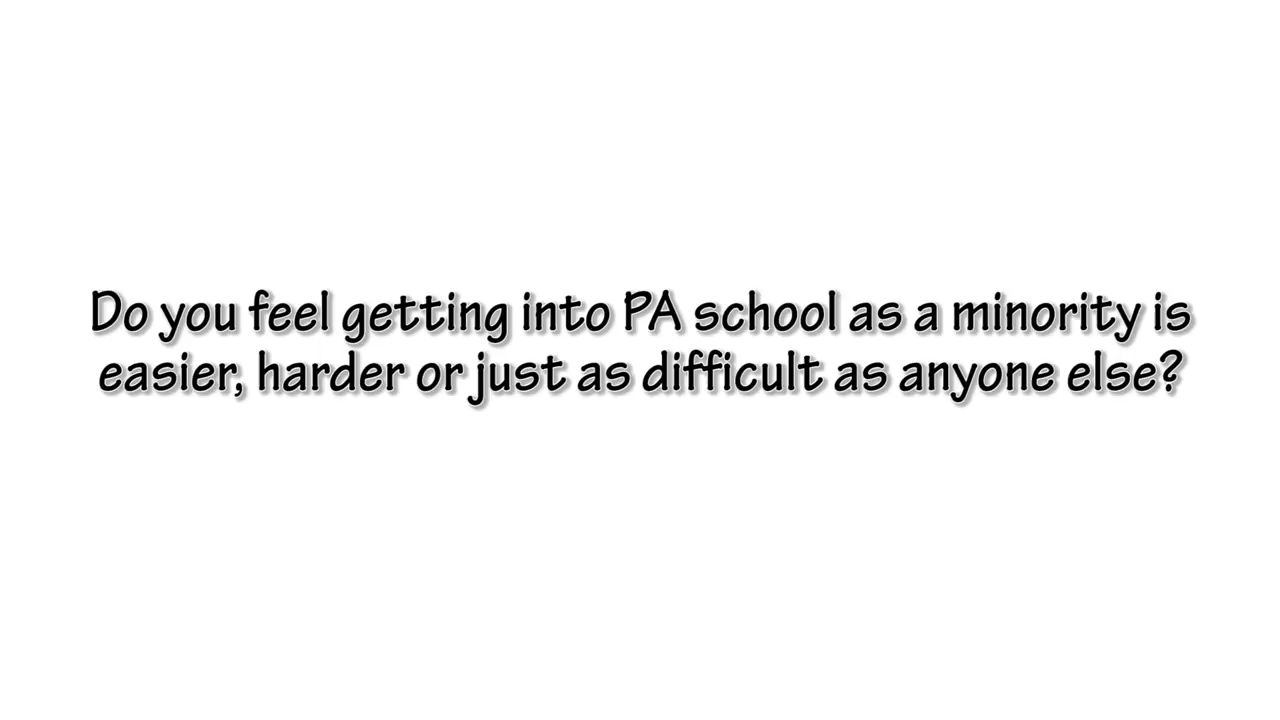 Do you feel getting into PA school as a minority is
easier, harder or just as difficult as anyone else?